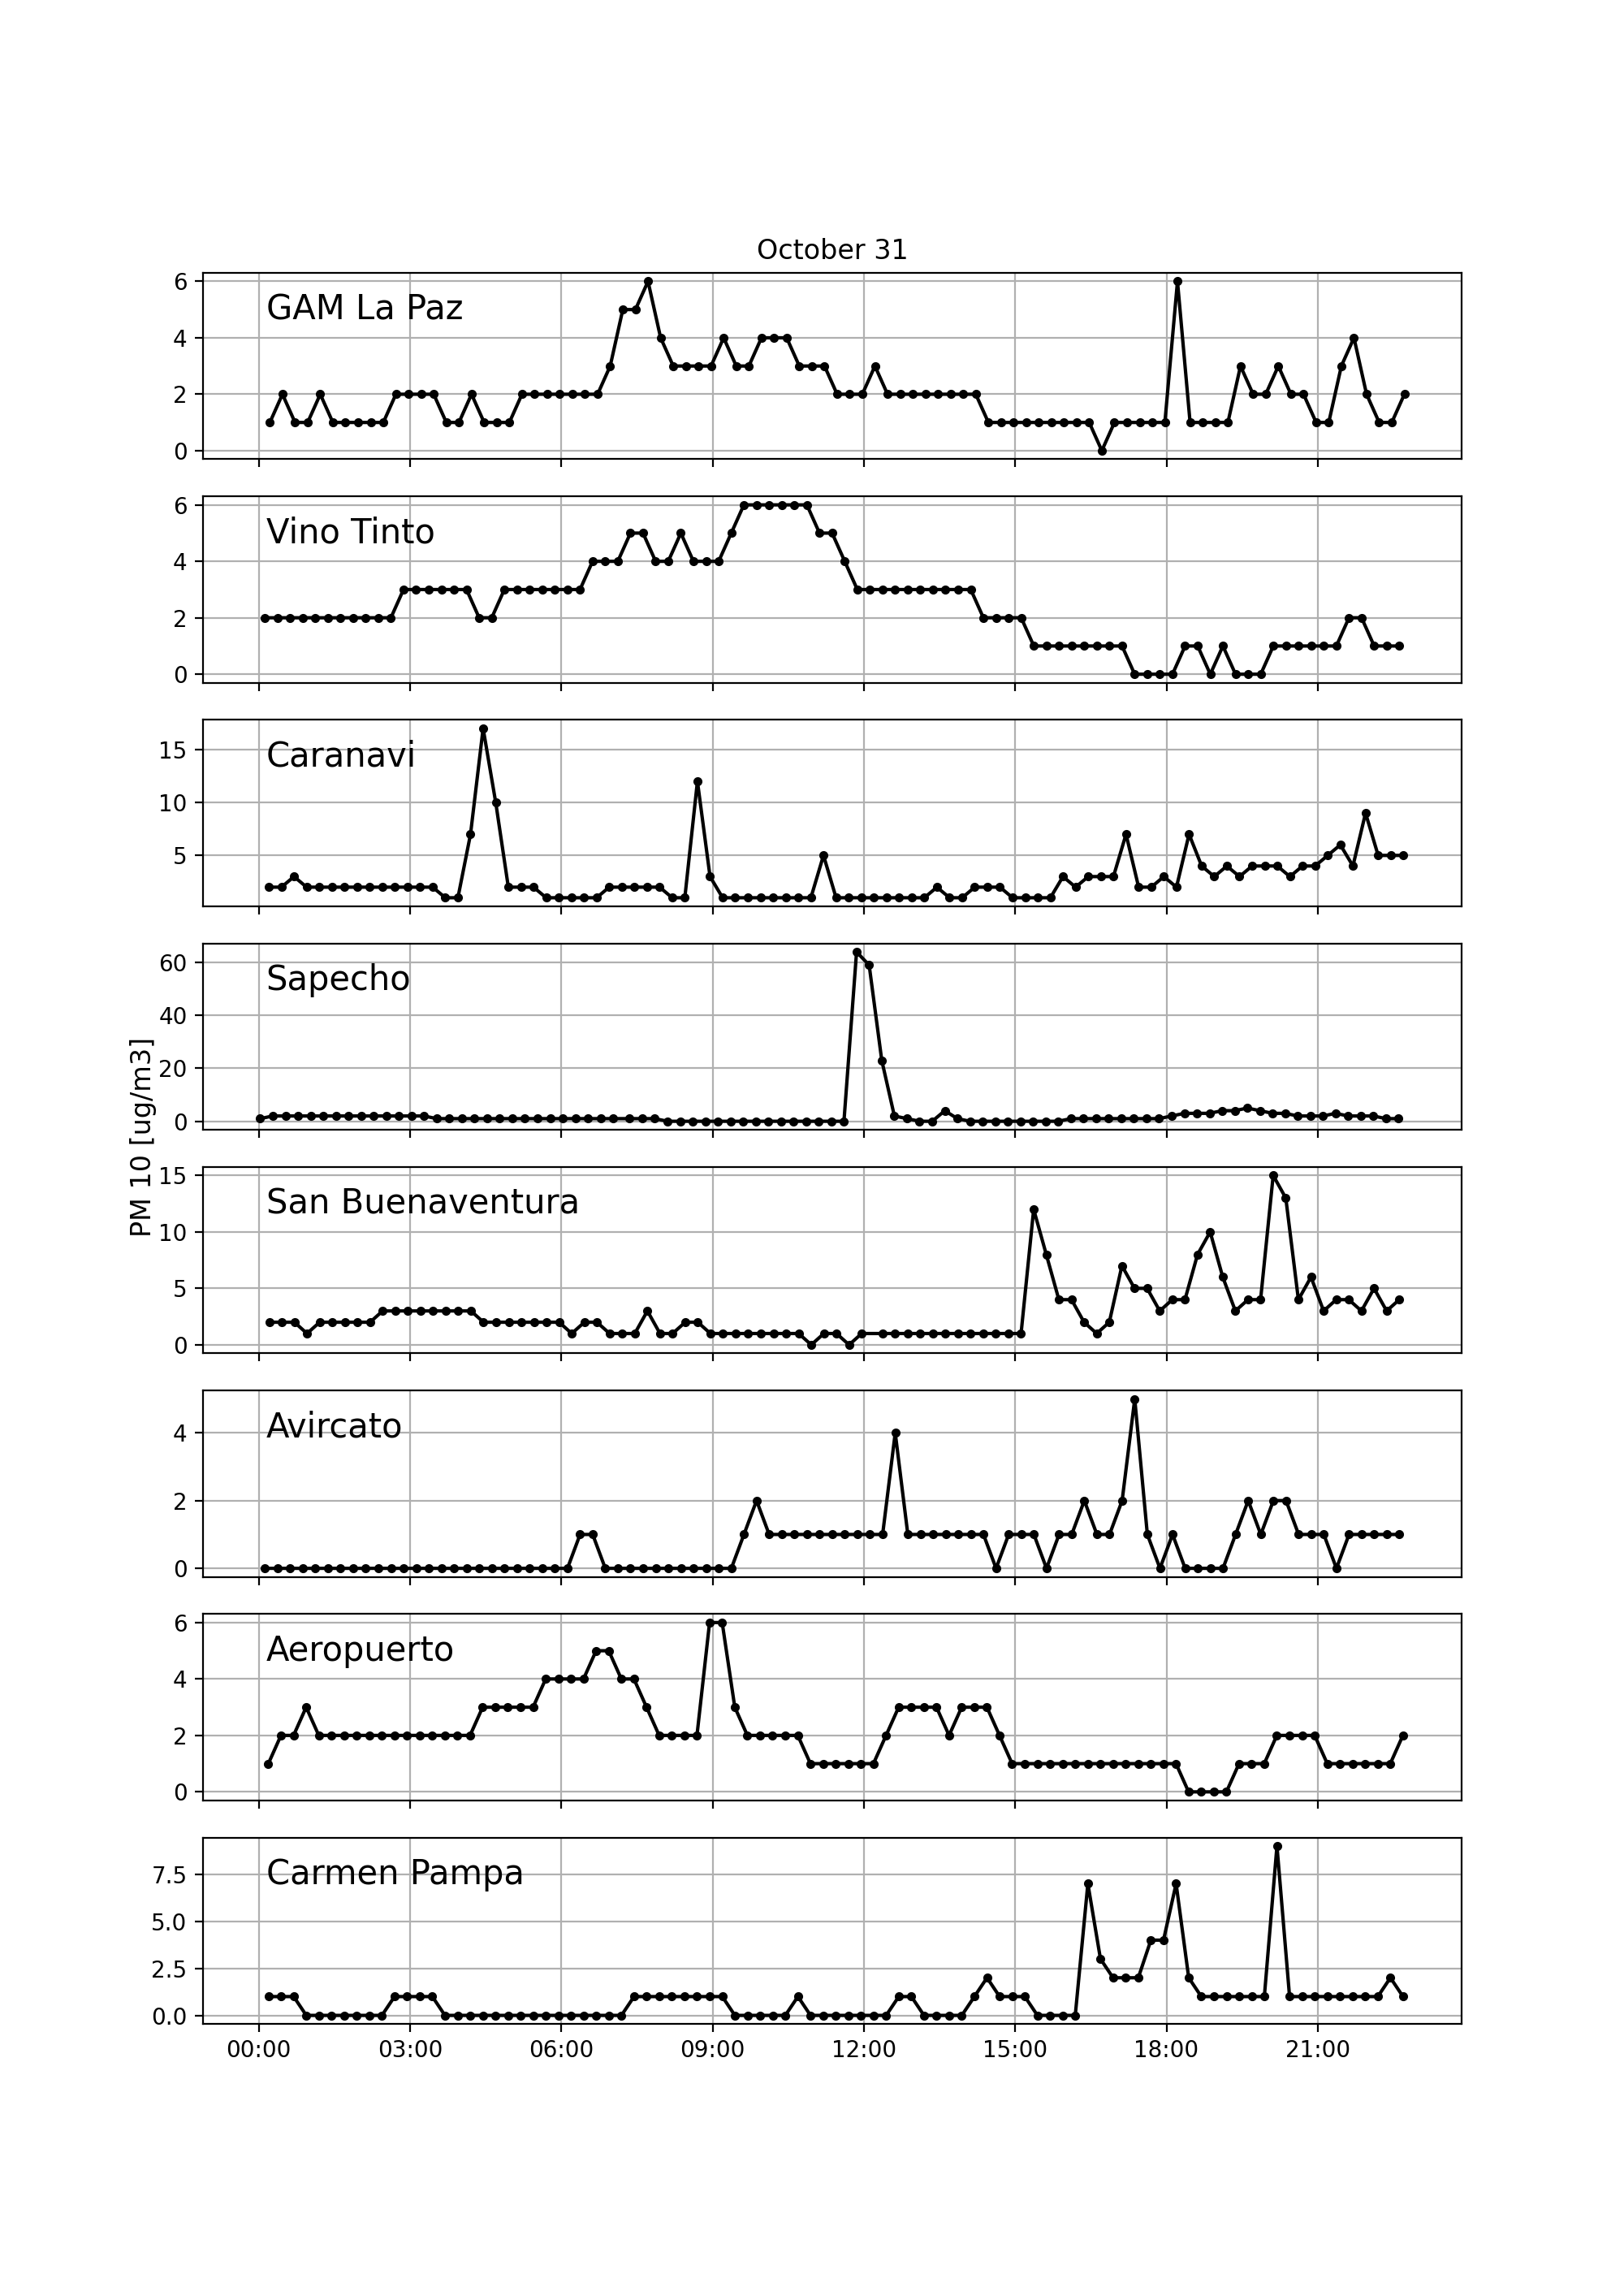 October 31
PM 10 [ug/m3]
6
4
2
0
GAM La Paz
6
4
2
0
Vino Tinto
15
10
5
Caranavi
60
40
20
0
Sapecho
15
10
5
0
San Buenaventura
4
2
0
Avircato
6
4
2
0
Aeropuerto
7.5
5.0
2.5
0.0
Carmen Pampa
00:00 03:00 06:00 09:00 12:00 15:00 18:00 21:00